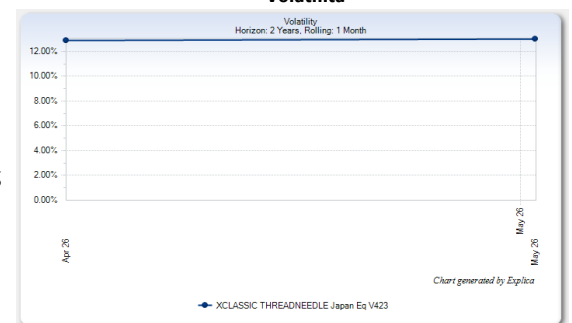 Volatility
Horizon: 2 Years, Rolling: 1 Month
12.00%
10.00%
8.00%
6.00%
4.00%
2.00%
0.00%
Apr 26
May 26
May 26
Chart generated by Explica
XCLASSIC THREADNEEDLE Japan Eq V423